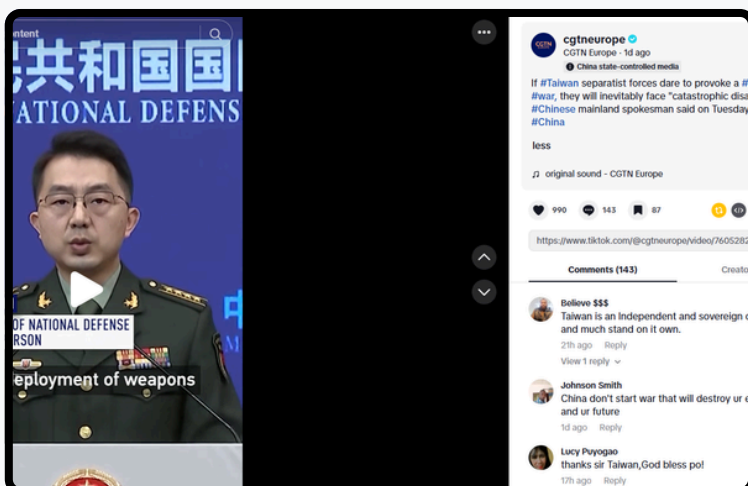 ntent
共和国国
NATIONAL DEFENS
OF NATIONAL DEFENSE
RSON
eployment of weapons
cgtneurope
CGTN Europe · 1d ago
China state-controlled media
If #Taiwan separatist forces dare to provoke a #
#war, they will inevitably face "catastrophic disa
#Chinese mainland spokesman said on Tuesday
#China
less
original sound - CGTN Europe
990 143 87
https://www.tiktok.com/@cgtneurope/video/7605282
Comments (143) Creato
Believe $$$
Taiwan is an Independent and sovereign c
and much stand on it own.
21h ago Reply
View 1 reply
Johnson Smith
China don't start war that will destroy ur e
and ur future
1d ago Reply
Lucy Puyogao
thanks sir Taiwan,God bless po!
17h ago Reply